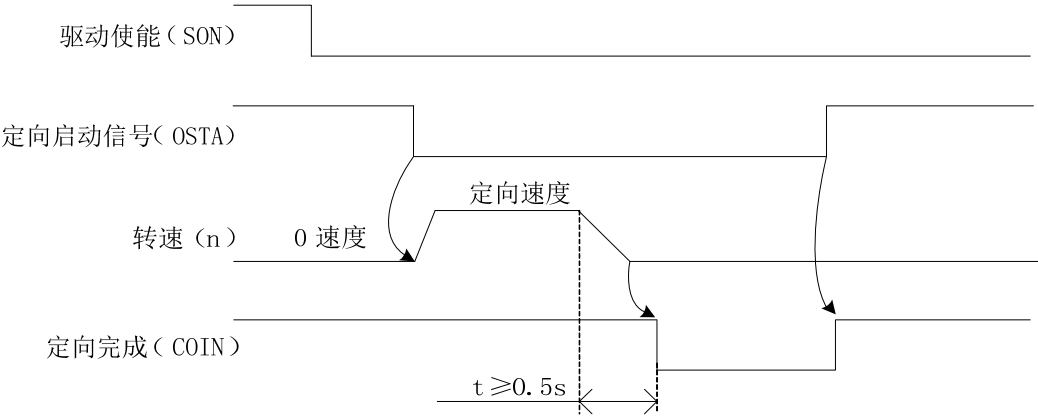 驱动使能(SON)
定向启动信号(OSTA)
定向速度
转速(n)
0 速度
定向完成(COIN)
t≥0.5s